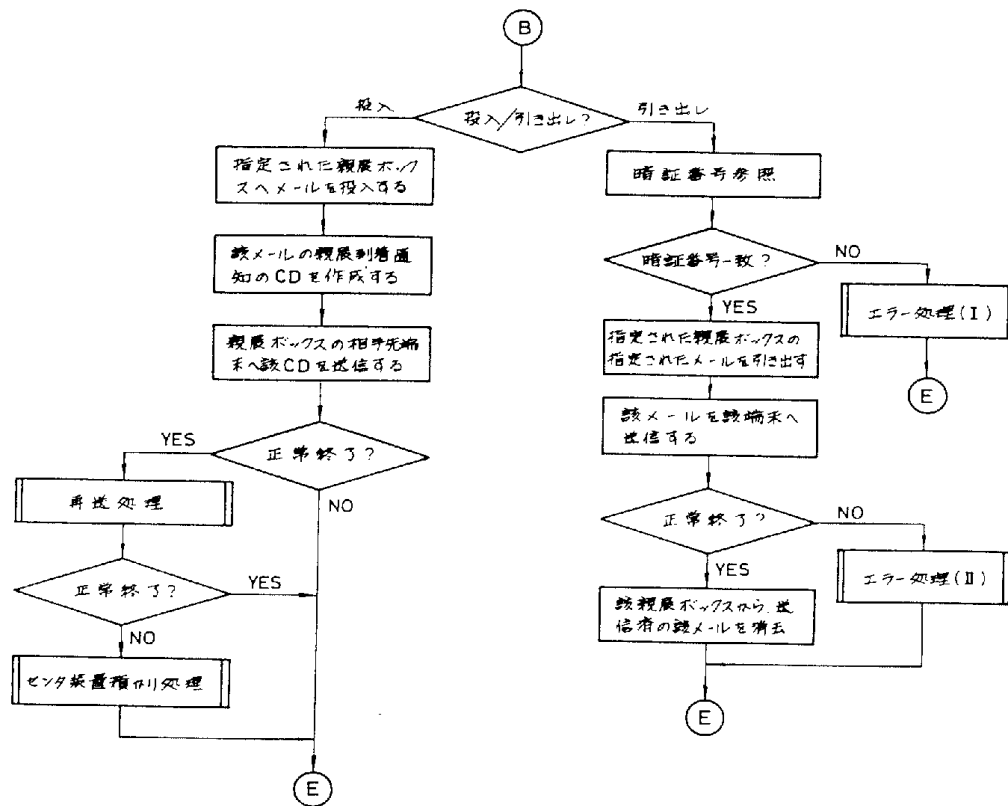 B
投入/引き出し?
投入
引き出し
指定された親展ボック
スへメールを投入する
該メールの親展到着通
知のCDを作成する
親展ボックスの相手先端
末へ該CDを送信する
正常終了?
YES
NO
再送処理
正常終了?
YES
NO
センタ装置預かり処理
E
暗証番号参照
暗証番号一致?
NO
YES
エラー処理(I)
E
指定された親展ボックスの
指定されたメールを引き出す
該メールを該端末へ
送信する
正常終了?
NO
YES
エラー処理(II)
該親展ボックスから、送
信済の該メールを消去
E